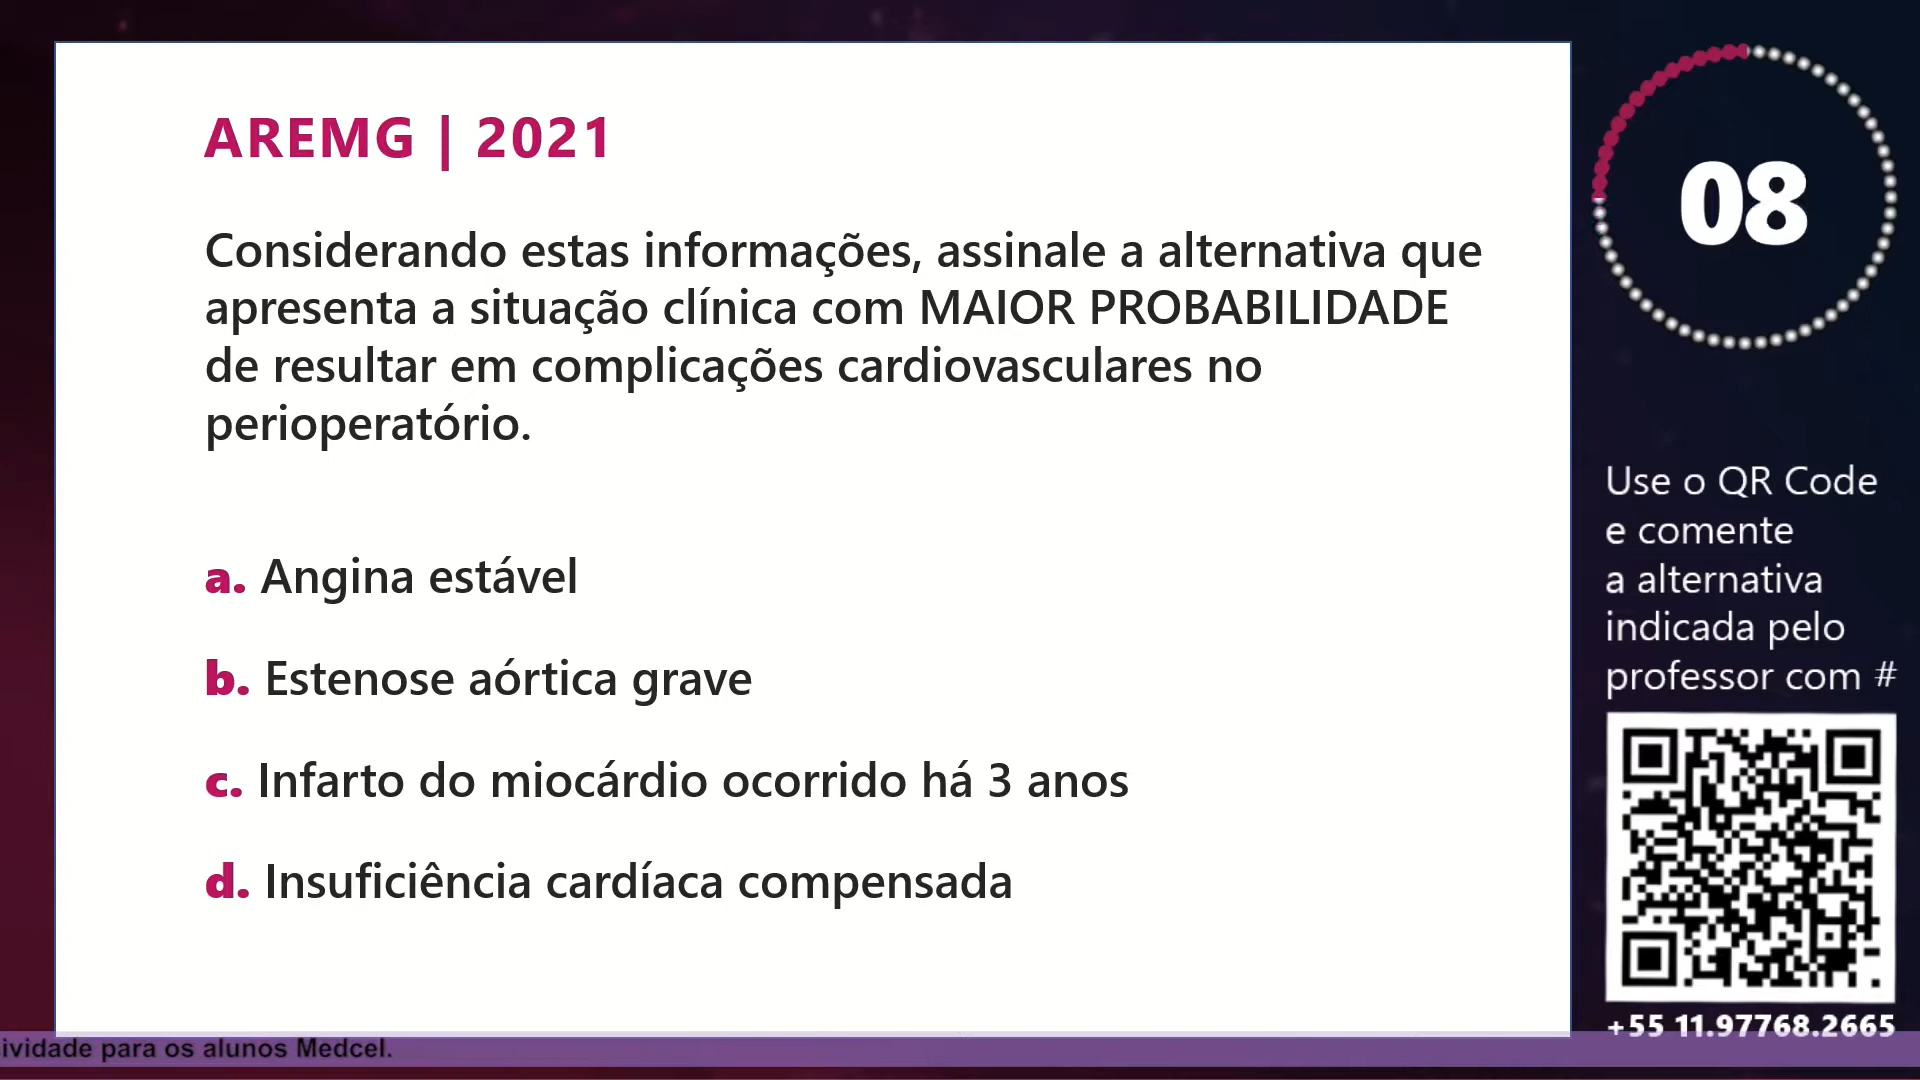 AREMG | 2021
Considerando estas informações, assinale a alternativa que
apresenta a situação clínica com MAIOR PROBABILIDADE
de resultar em complicações cardiovasculares no
perioperatório.
a. Angina estável
b. Estenose aórtica grave
c. Infarto do miocárdio ocorrido há 3 anos
d. Insuficiência cardíaca compensada
08
Use o QR Code
e comente
a alternativa
indicada pelo
professor com #
+55 11.97768.2665
ividade para os alunos Medcel.